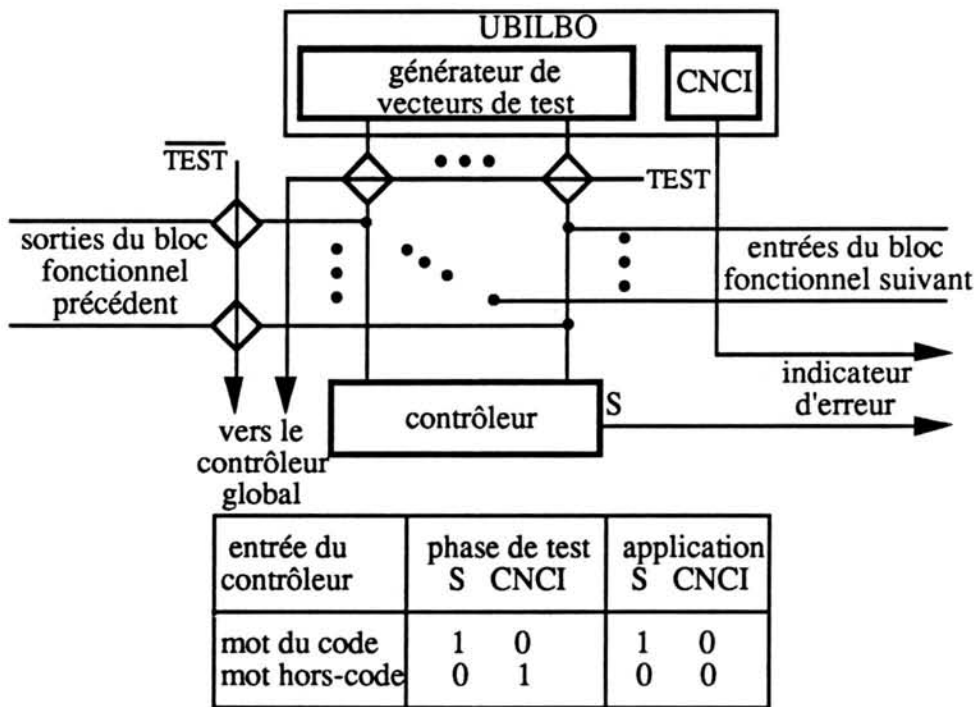 UBILBO
générateur de
vecteurs de test
CNCI
TEST
TEST
sorties du bloc
fonctionnel
précédent
entrées du bloc
fonctionnel suivant
indicateur
d'erreur
contrôleur
S
vers le
contrôleur
global
entrée du phase de test application
contrôleur S CNCI S CNCI
mot du code 1 0 1 0
mot hors-code 0 1 0 0